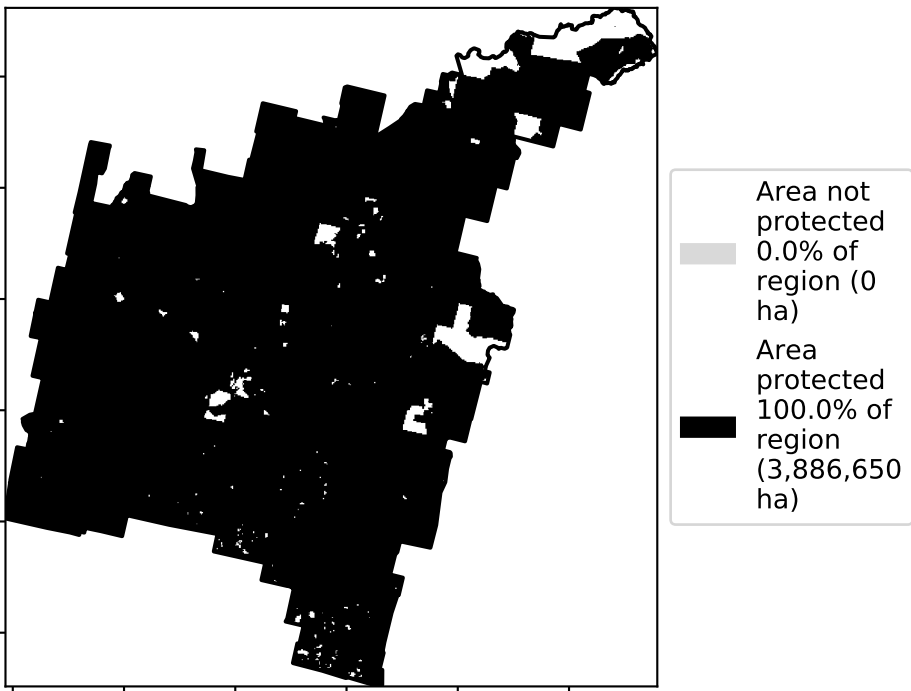 Area not
protected
0.0% of
region (0
ha)
Area
protected
100.0% of
region
(3,886,650
ha)